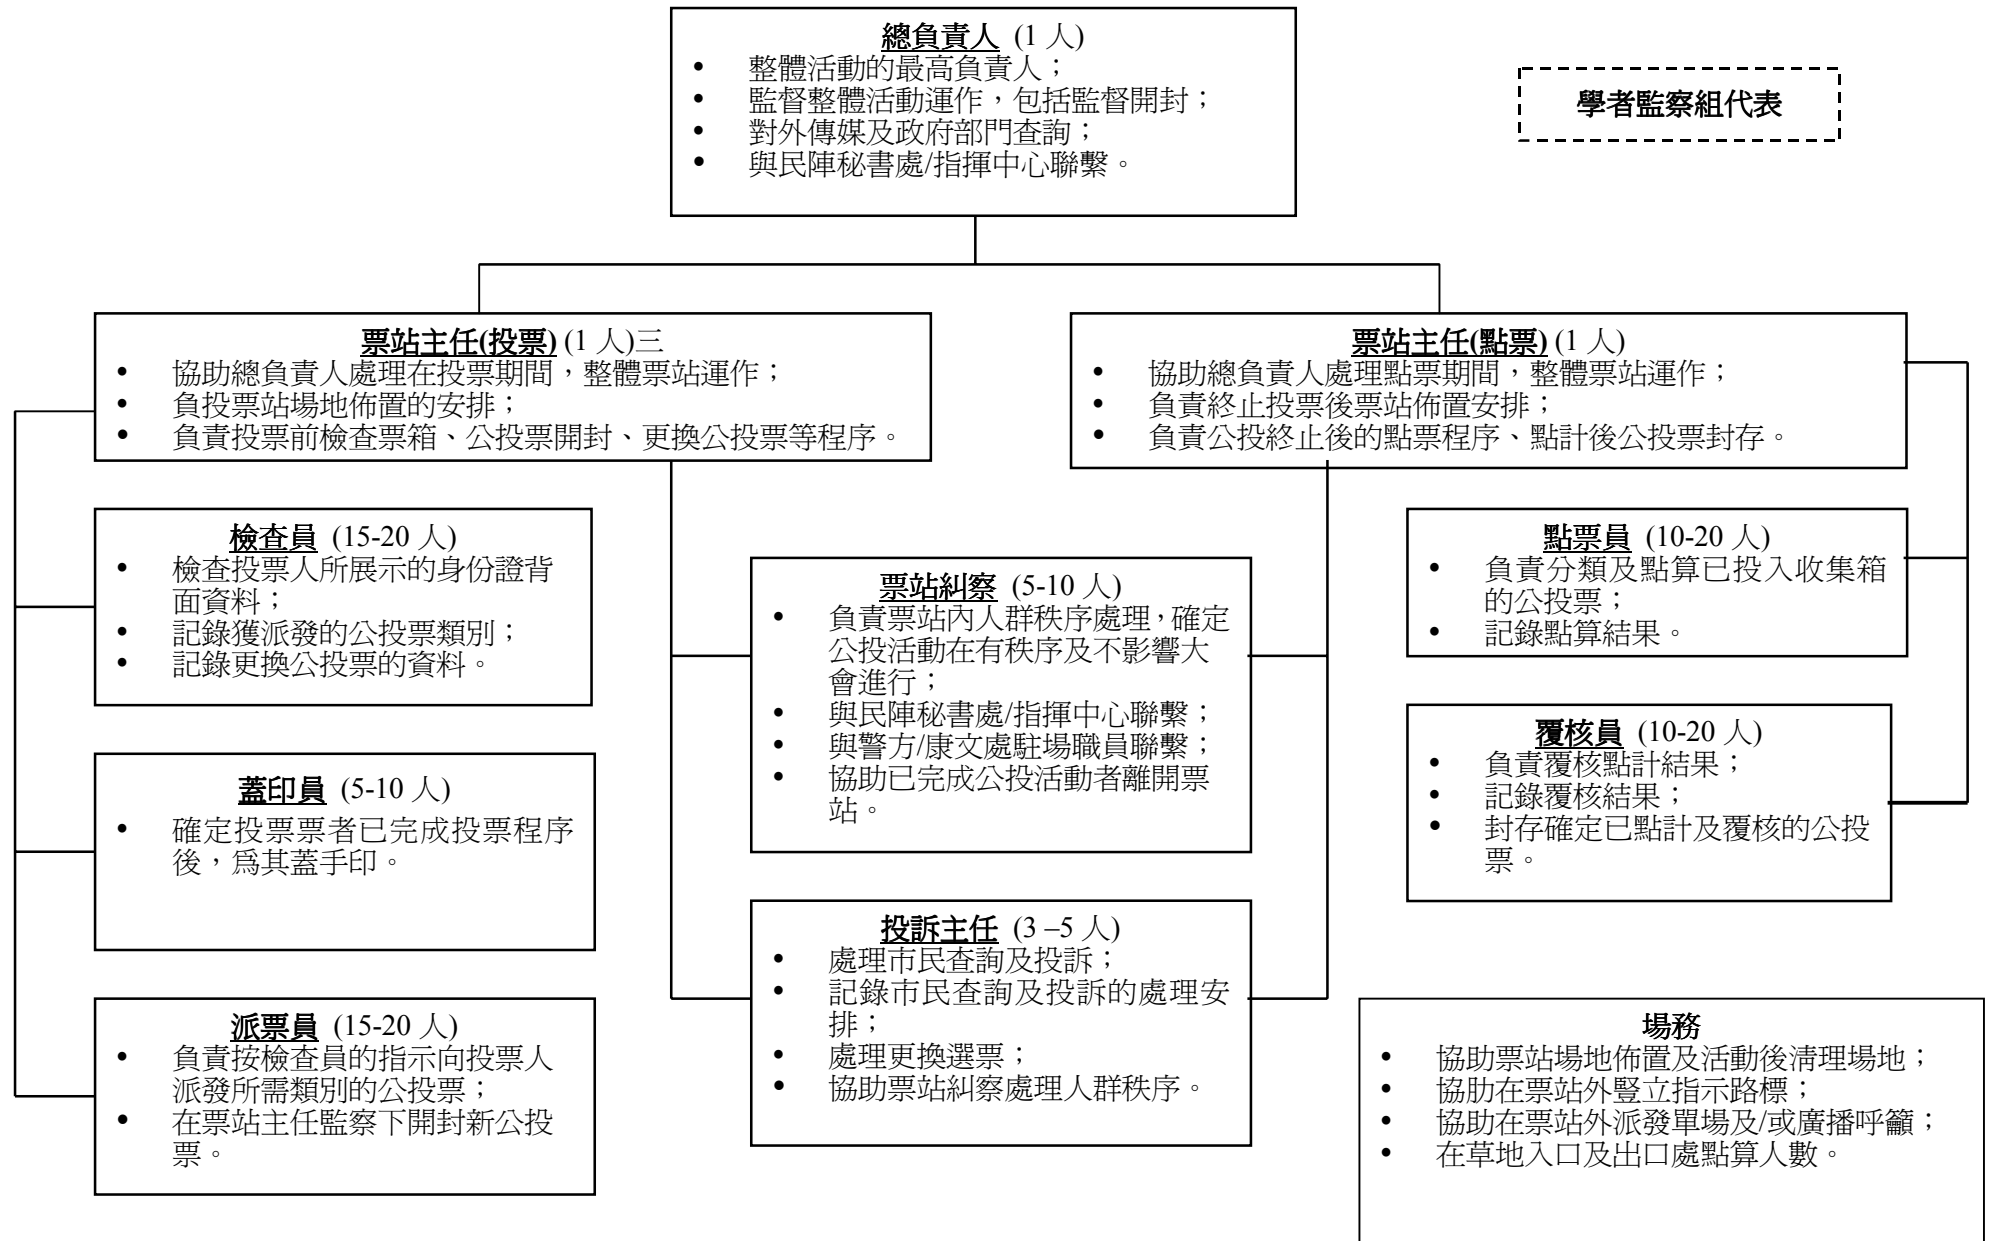 總負責人 (1 人)
• 整體活動的最高負責人；
• 監督整體活動運作，包括監督開封；
• 對外傳媒及政府部門查詢；
• 與民陣秘書處/指揮中心聯繫。
學者監察組代表
票站主任(投票) (1 人)三
• 協助總負責人處理在投票期間，整體票站運作；
• 負投票站場地佈置的安排；
• 負責投票前檢查票箱、公投票開封、更換公投票等程序。
票站主任(點票) (1 人)
• 協助總負責人處理點票期間，整體票站運作；
• 負責終止投票後票站佈置安排；
• 負責公投終止後的點票程序、點計後公投票封存。
檢查員 (15-20 人)
• 檢查投票人所展示的身份證背
面資料；
• 記錄獲派發的公投票類別；
• 記錄更換公投票的資料。
蓋印員 (5-10 人)
• 確定投票票者已完成投票程序
後，為其蓋手印。
派票員 (15-20 人)
• 負責按檢查員的指示向投票人
派發所需類別的公投票；
• 在票站主任監察下開封新公投
票。
票站糾察 (5-10 人)
• 負責票站內人群秩序處理，確定
公投活動在有秩序及不影響大
會進行；
• 與民陣秘書處/指揮中心聯繫；
• 與警方/康文處駐場職員聯繫；
• 協助已完成公投活動者離開票
站。
投訴主任 (3 –5 人)
• 處理市民查詢及投訴；
• 記錄市民查詢及投訴的處理安
排；
• 處理更換選票；
• 協助票站糾察處理人群秩序。
點票員 (10-20 人)
• 負責分類及點算已投入收集箱
的公投票；
• 記錄點算結果。
覆核員 (10-20 人)
• 負責覆核點計結果；
• 記錄覆核結果；
• 封存確定已點計及覆核的公投
票。
場務
• 協助票站場地佈置及活動後清理場地；
• 協肋在票站外豎立指示路標；
• 協助在票站外派發單場及/或廣播呼籲；
• 在草地入口及出口處點算人數。